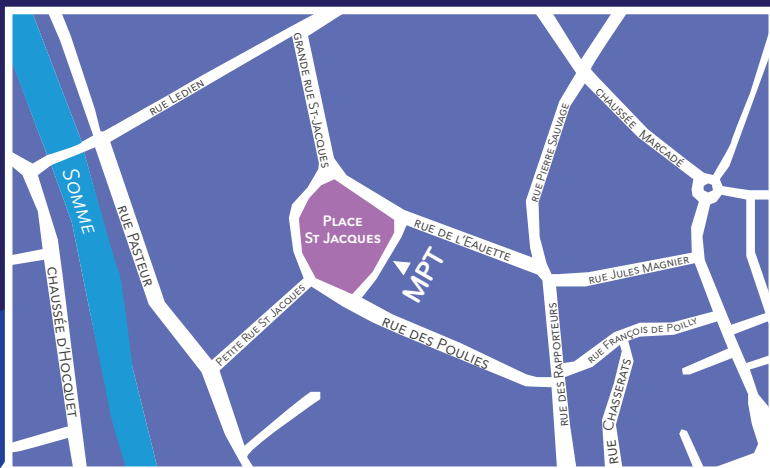 GRANDE RUE ST-JACQUES
RUE LEDIEN
CHAUSSÉE MARCADÉ
RUE PIERRE SAUVAGE
SOMME
RUE PASTEUR
PLACE
ST JACQUES
RUE DE L'EAUETTE
MPT
RUE JULES MAGNIER
CHAUSSÉE D'HOCQUET
PETITE RUE ST JACQUES
RUE DES POULIES
RUE DES RAPPORTEURS
RUE FRANÇOIS DE POILLY
RUE CHASSERATS